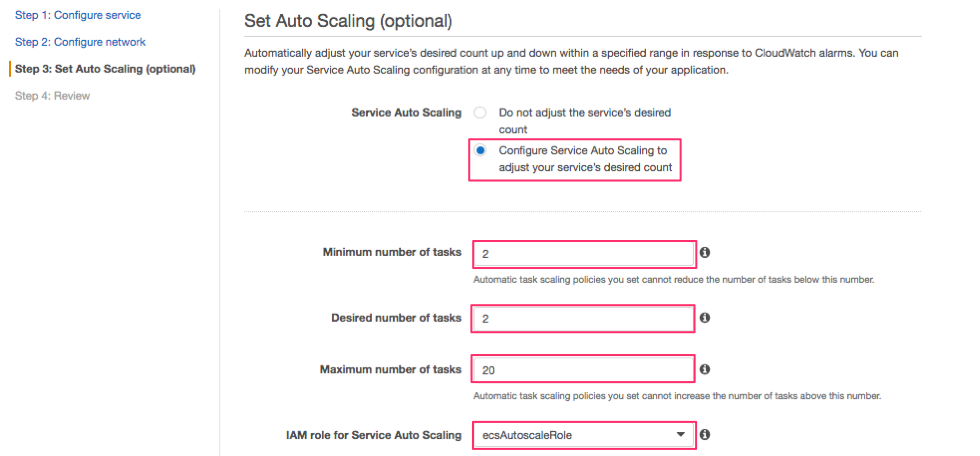 Step 1: Configure service
Step 2: Configure network
Step 3: Set Auto Scaling (optional)
Step 4: Review
Set Auto Scaling (optional)
Automatically adjust your service's desired count up and down within a specified range in response to CloudWatch alarms. You can
modify your Service Auto Scaling configuration at any time to meet the needs of your application.
Service Auto Scaling
Do not adjust the service's desired
count
Configure Service Auto Scaling to
adjust your service's desired count
Minimum number of tasks
2
Automatic task scaling policies you set cannot reduce the number of tasks below this number.
Desired number of tasks
2
Maximum number of tasks
20
Automatic task scaling policies you set cannot increase the number of tasks above this number.
IAM role for Service Auto Scaling
ecsAutoscaleRole